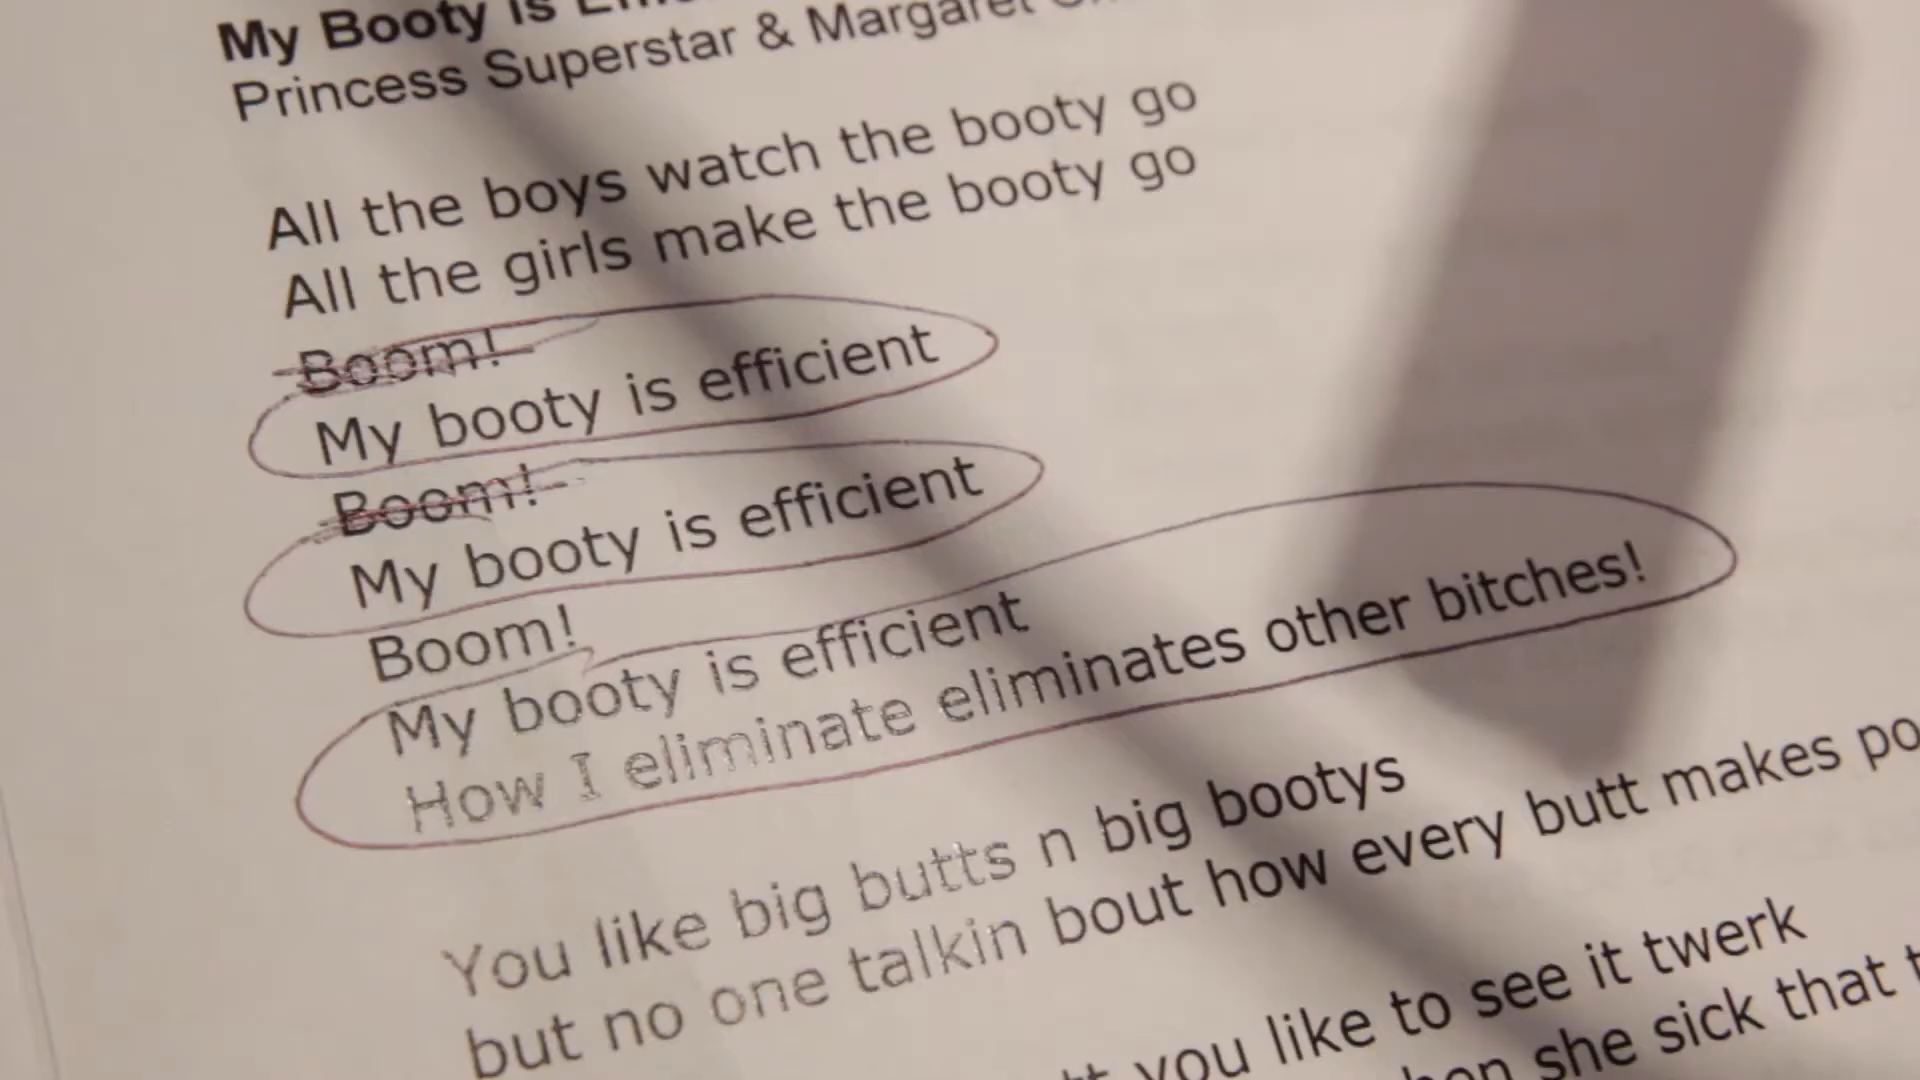 My Booty is
Princess Superstar & Margaret
All the boys watch the booty go
All the girls make the booty go
Boom!
My booty is efficient
Boom!
My booty is efficient
Boom!
My booty is efficient
How I eliminate eliminates other bitches!
You like big butts n big bootys
but no one talkin bout how every butt makes
you like to see it twerk
she sick that